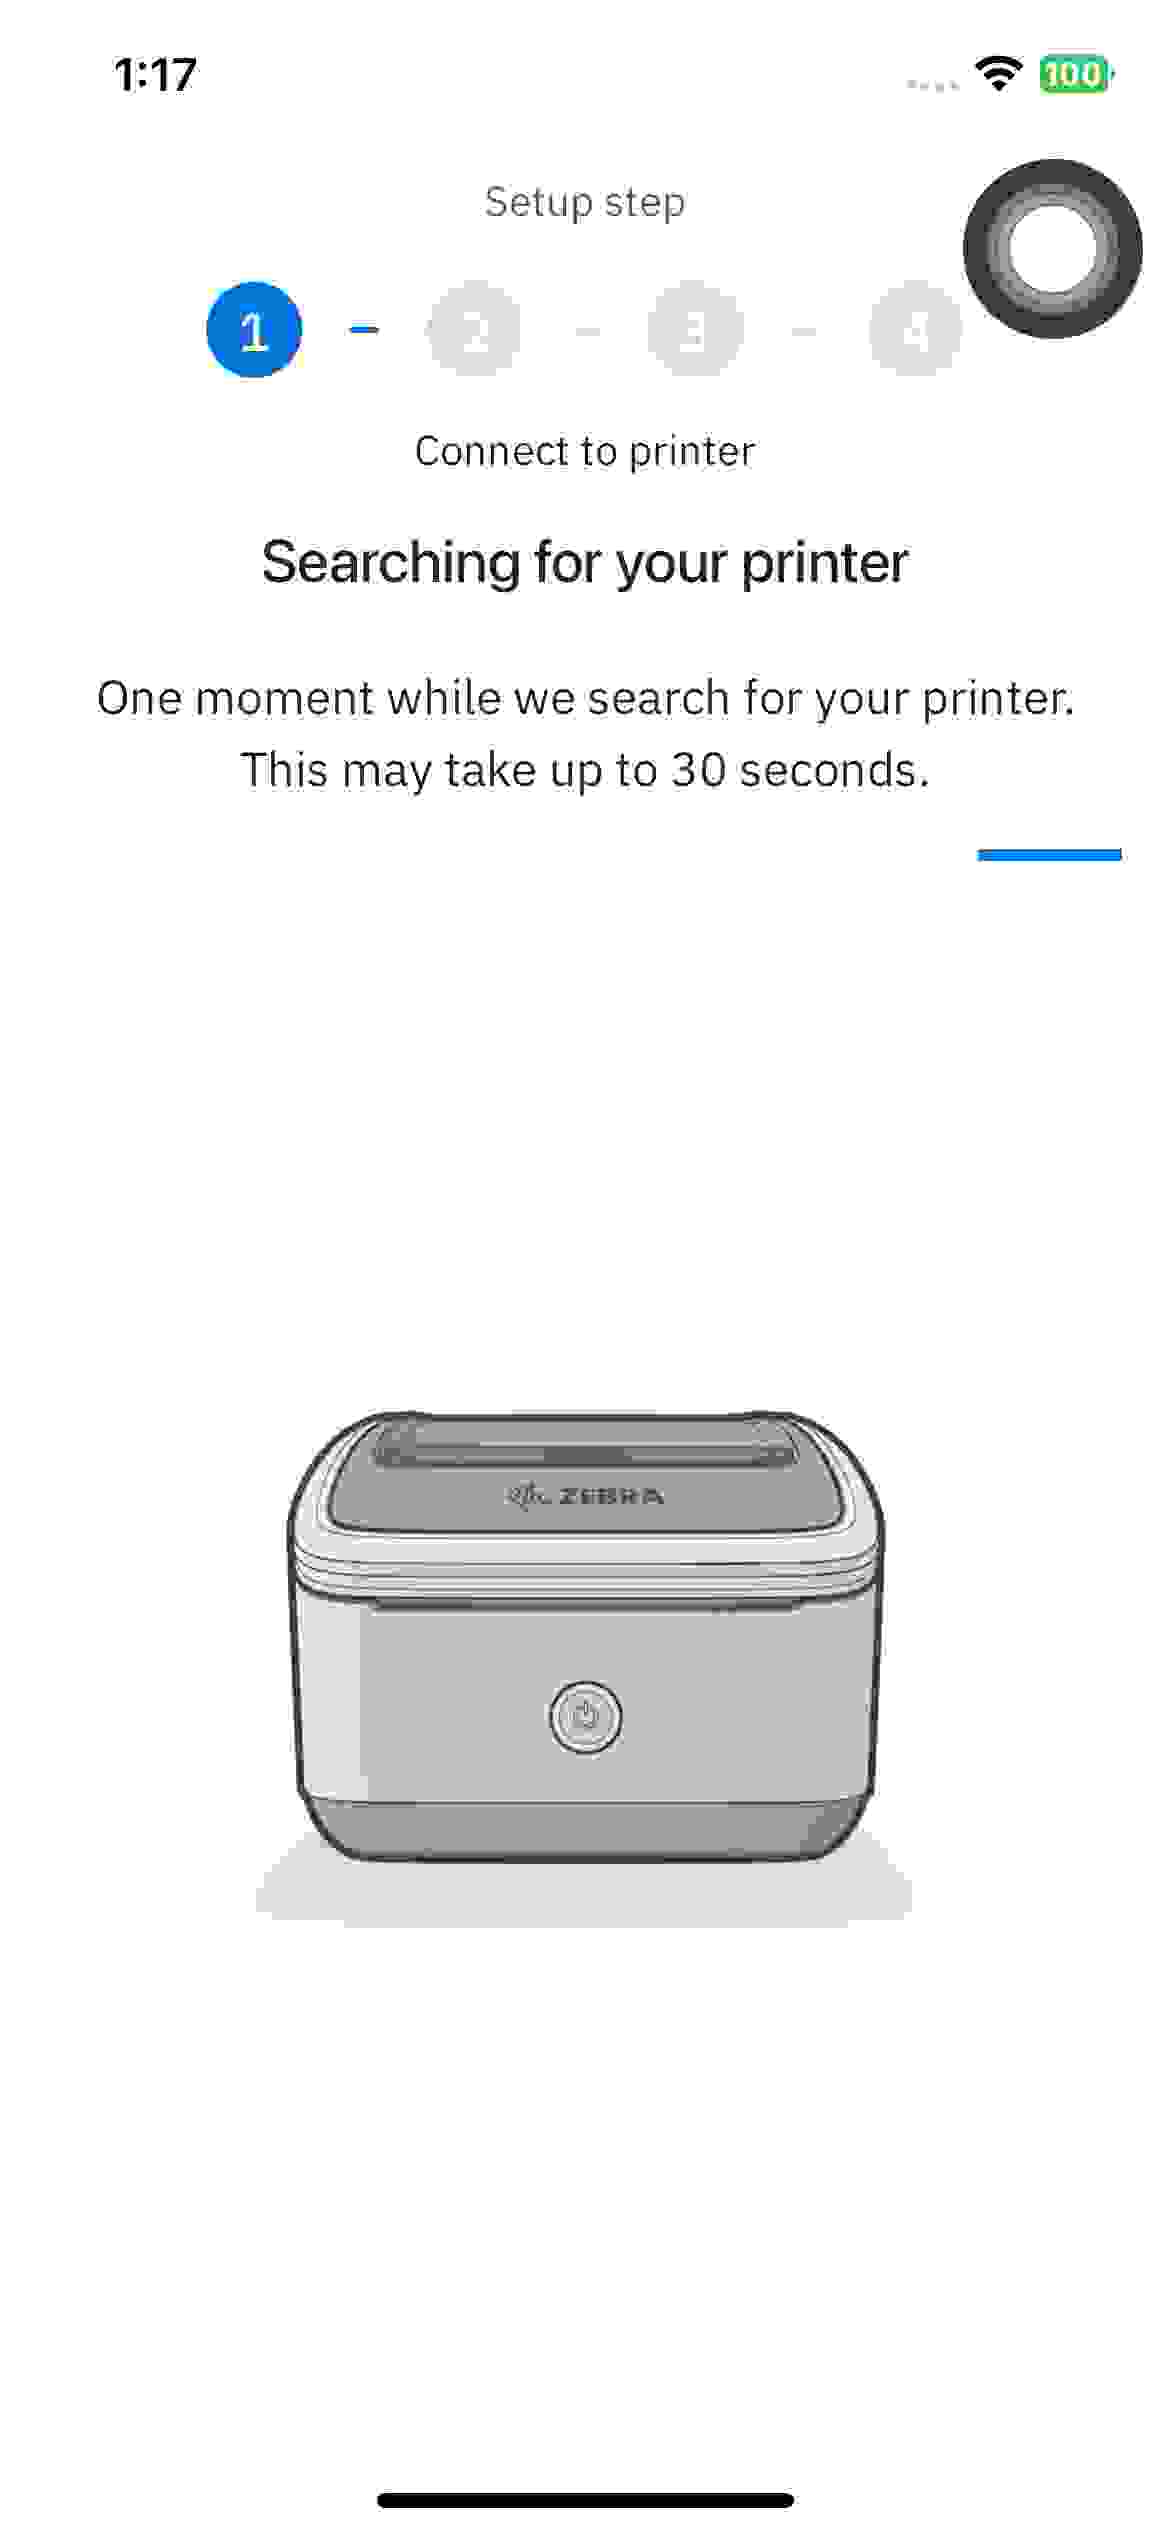 1:17
100
Setup step
1
2
3
4
Connect to printer
Searching for your printer
One moment while we search for your printer.
This may take up to 30 seconds.
ZEBRA